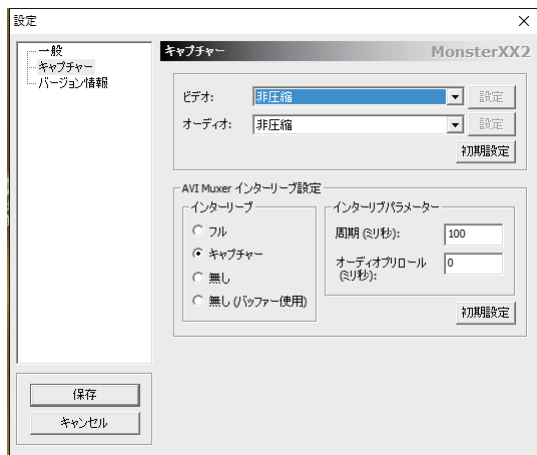 設定
一般
キャプチャー
バージョン情報
キャプチャー MonsterXX2
ビデオ: 非圧縮 設定
オーディオ: 非圧縮 設定
初期設定
AVI Muxer インターリーブ設定
インターリーブ
フル
キャプチャー
無し
無し (バッファー使用)
インターリブパラメーター
周期 (ミリ秒): 100
オーディオプリロール 0
(ミリ秒):
初期設定
保存
キャンセル